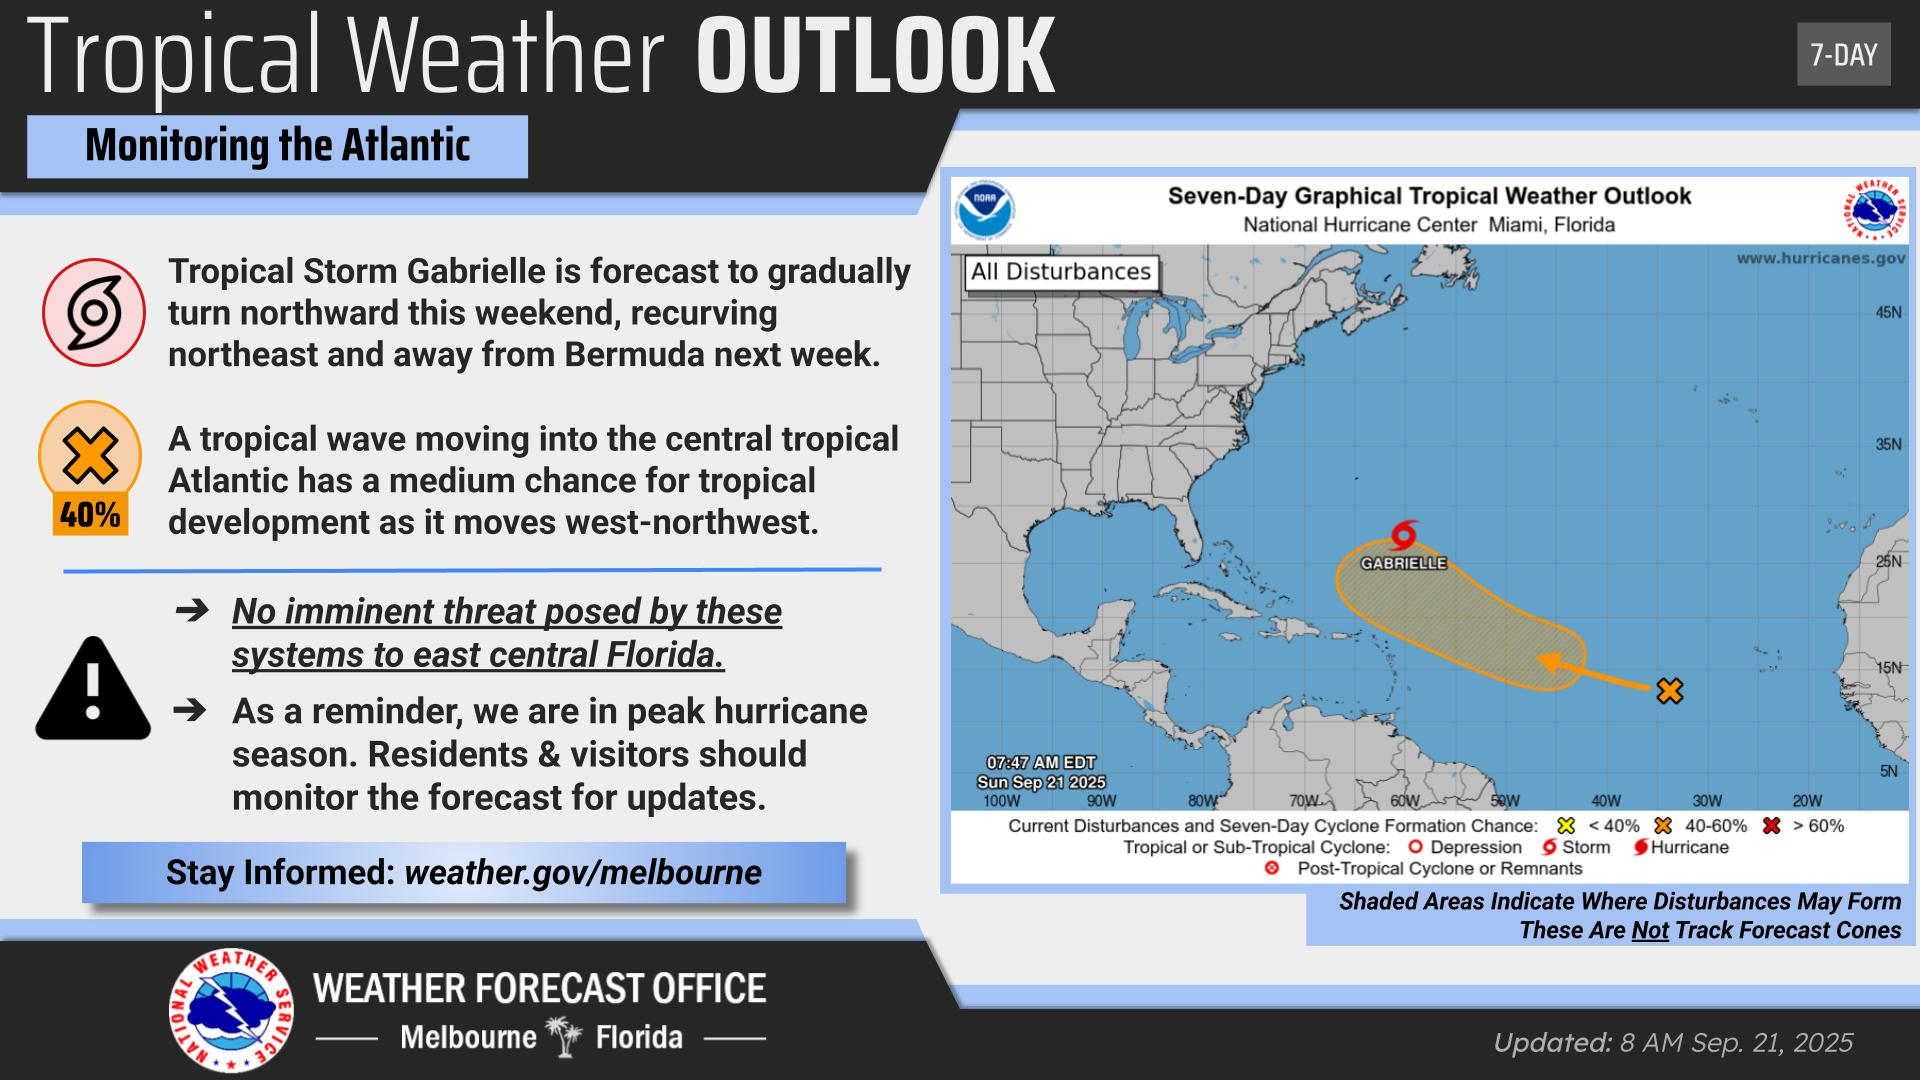 Tropical Weather OUTLOOK
7-DAY
Monitoring the Atlantic
Tropical Storm Gabrielle is forecast to gradually
turn northward this weekend, recurving
northeast and away from Bermuda next week.
40%
A tropical wave moving into the central tropical
Atlantic has a medium chance for tropical
development as it moves west-northwest.
➔ No imminent threat posed by these
systems to east central Florida.
➔ As a reminder, we are in peak hurricane
season. Residents & visitors should
monitor the forecast for updates.
Stay Informed: weather.gov/melbourne
NOAA
Seven-Day Graphical Tropical Weather Outlook
National Hurricane Center Miami, Florida
NATIONAL WEATHER SERVICE
www.hurricanes.gov
All Disturbances
45N
35N
25N
15N
5N
GABRIELLE
07:47 AM EDT
Sun Sep 21 2025
100W 90W 80W 70W 60W 50W 40W 30W 20W
Current Disturbances and Seven-Day Cyclone Formation Chance: < 40% 40-60% > 60%
Tropical or Sub-Tropical Cyclone: Depression Storm Hurricane
Post-Tropical Cyclone or Remnants
Shaded Areas Indicate Where Disturbances May Form
These Are Not Track Forecast Cones
NATIONAL WEATHER SERVICE
WEATHER FORECAST OFFICE
Melbourne Florida
Updated: 8 AM Sep. 21, 2025